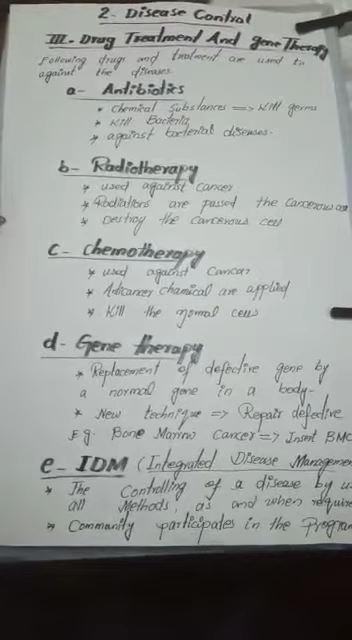 2- Disease Control
III- Drug Treatment And gene Therapy
Following drugs and treatment are used to
against the diseases
a- Antibiotics
* Chemical Substances => Kill germs
* Kill Bacteria
* against bacterial diseases.
b- Radiotherapy
* used against cancer
* Radiations are passed the cancerous
* Destroy the cancerous cell
c- Chemotherapy
* used against Cancer
* Anticancer chemical are applied
* Kill the normal cells
d- Gene therapy
* Replacement of defective gene by
a normal gene in a body-
* New technique => Repair defective
E.g: Bone Marino Cancer => Insert BMC
e- IDM (Integrated Disease Management
* The Controlling of a disease by u
all Methods, as and when require
* Community participates in the Program